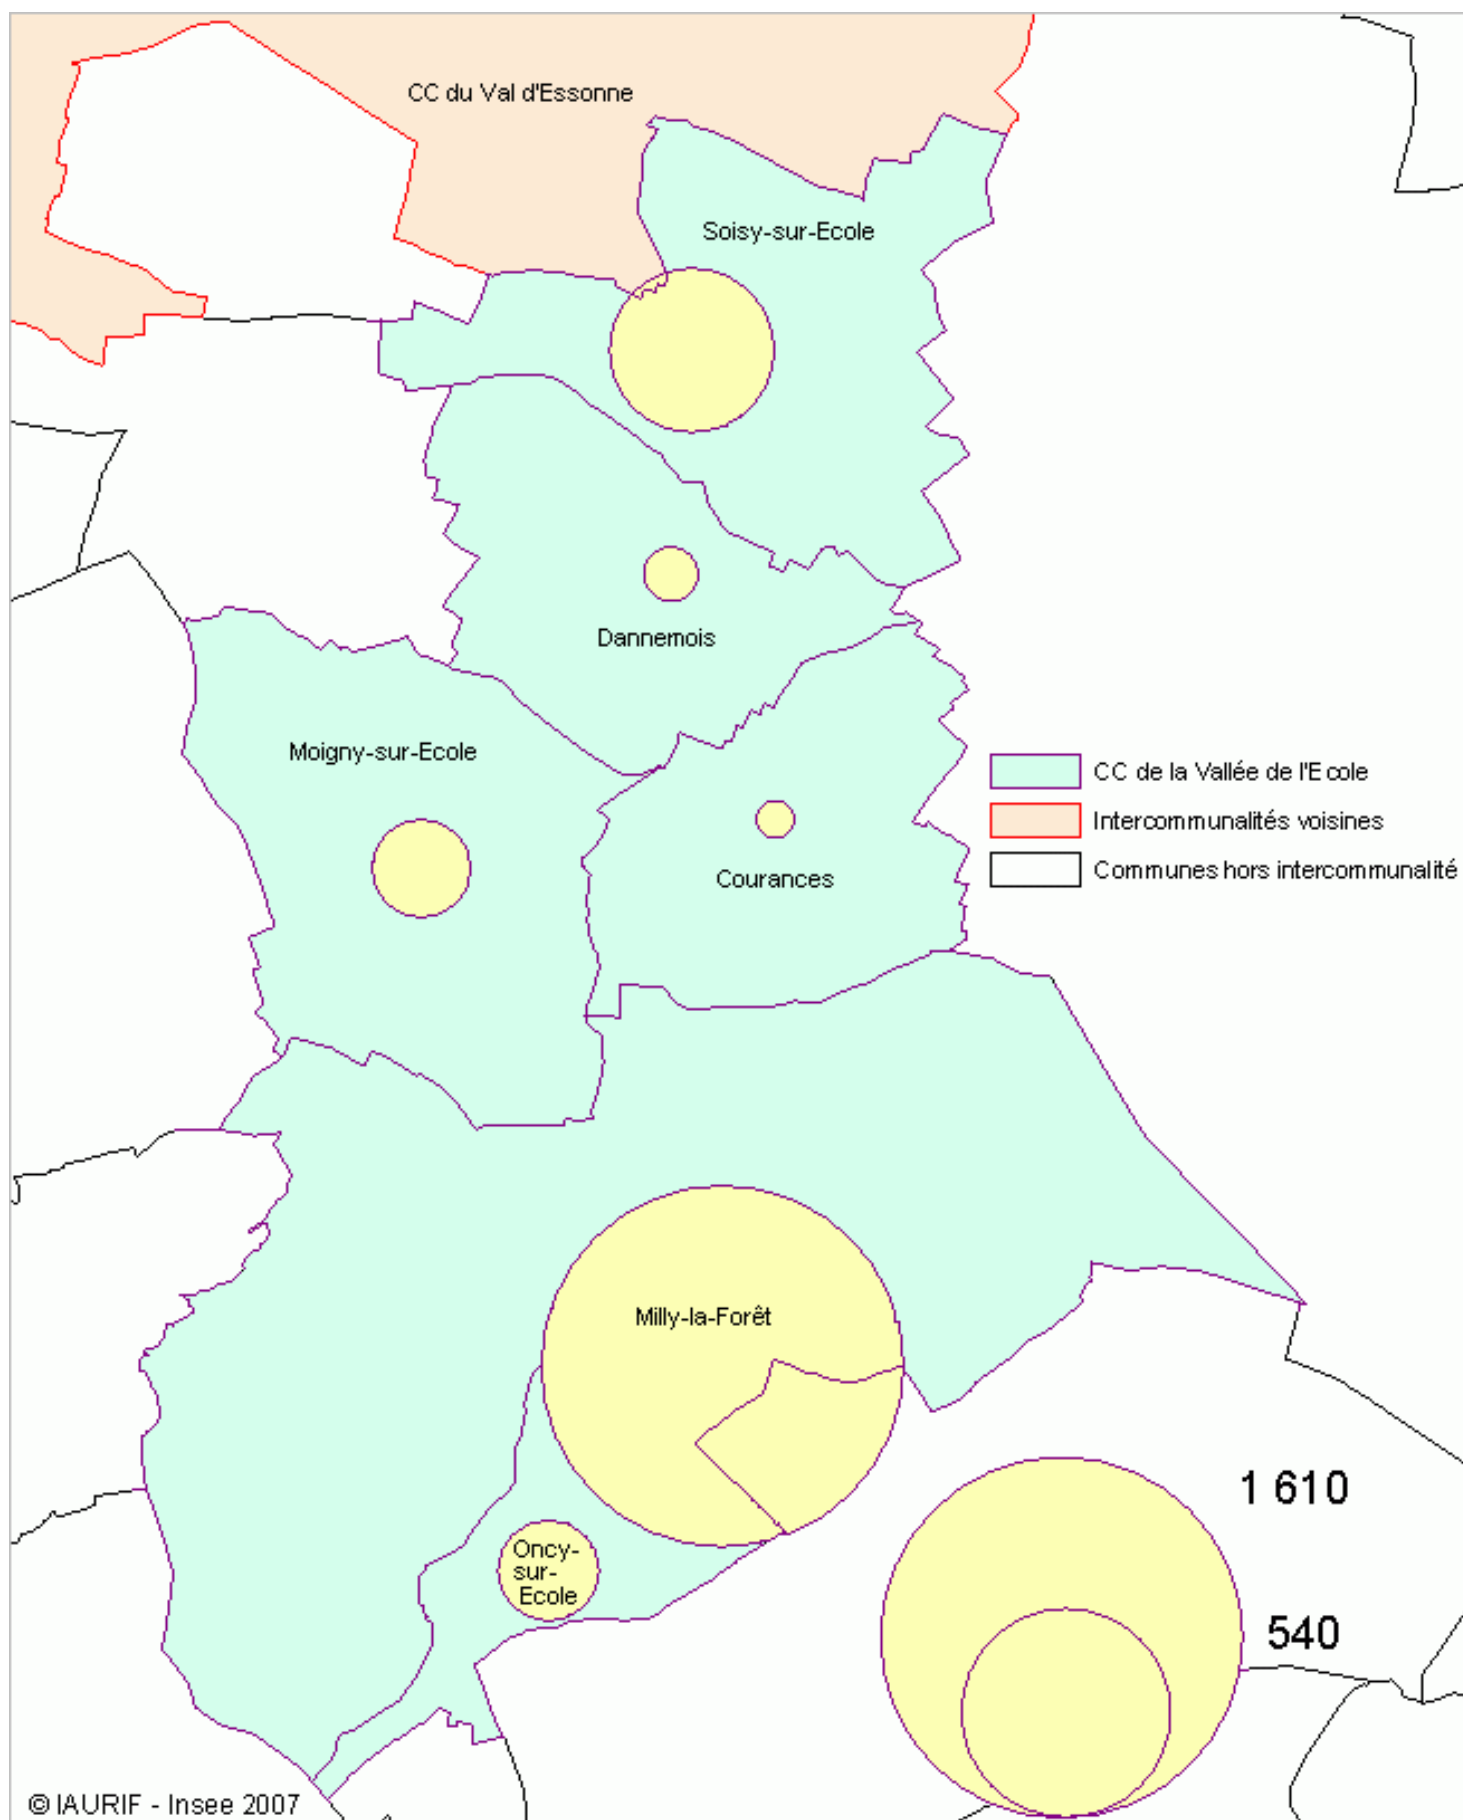 CC du Val d'Essonne
Soisy-sur-Ecole
Dannemois
Moigny-sur-Ecole
CC de la Vallée de l'Ecole
Intercommunalités voisines
Communes hors intercommunalité
Courances
Milly-la-Forêt
1 610
Oncy-
sur-
Ecole
540
© IAURIF - Insee 2007